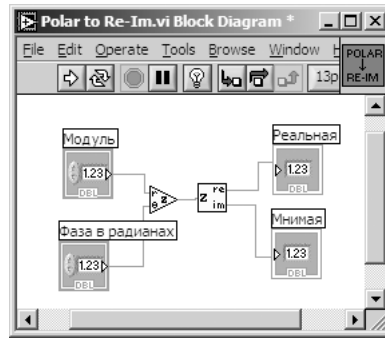 Polar to Re-Im.vi Block Diagram *
File Edit Operate Tools Browse Window H
13p
POLAR
↓
RE-IM
Модуль
1.23
DBL
Фаза в радианах
1.23
DBL
r
θ z
z re
im
Реальная
1.23
DBL
Мнимая
1.23
DBL